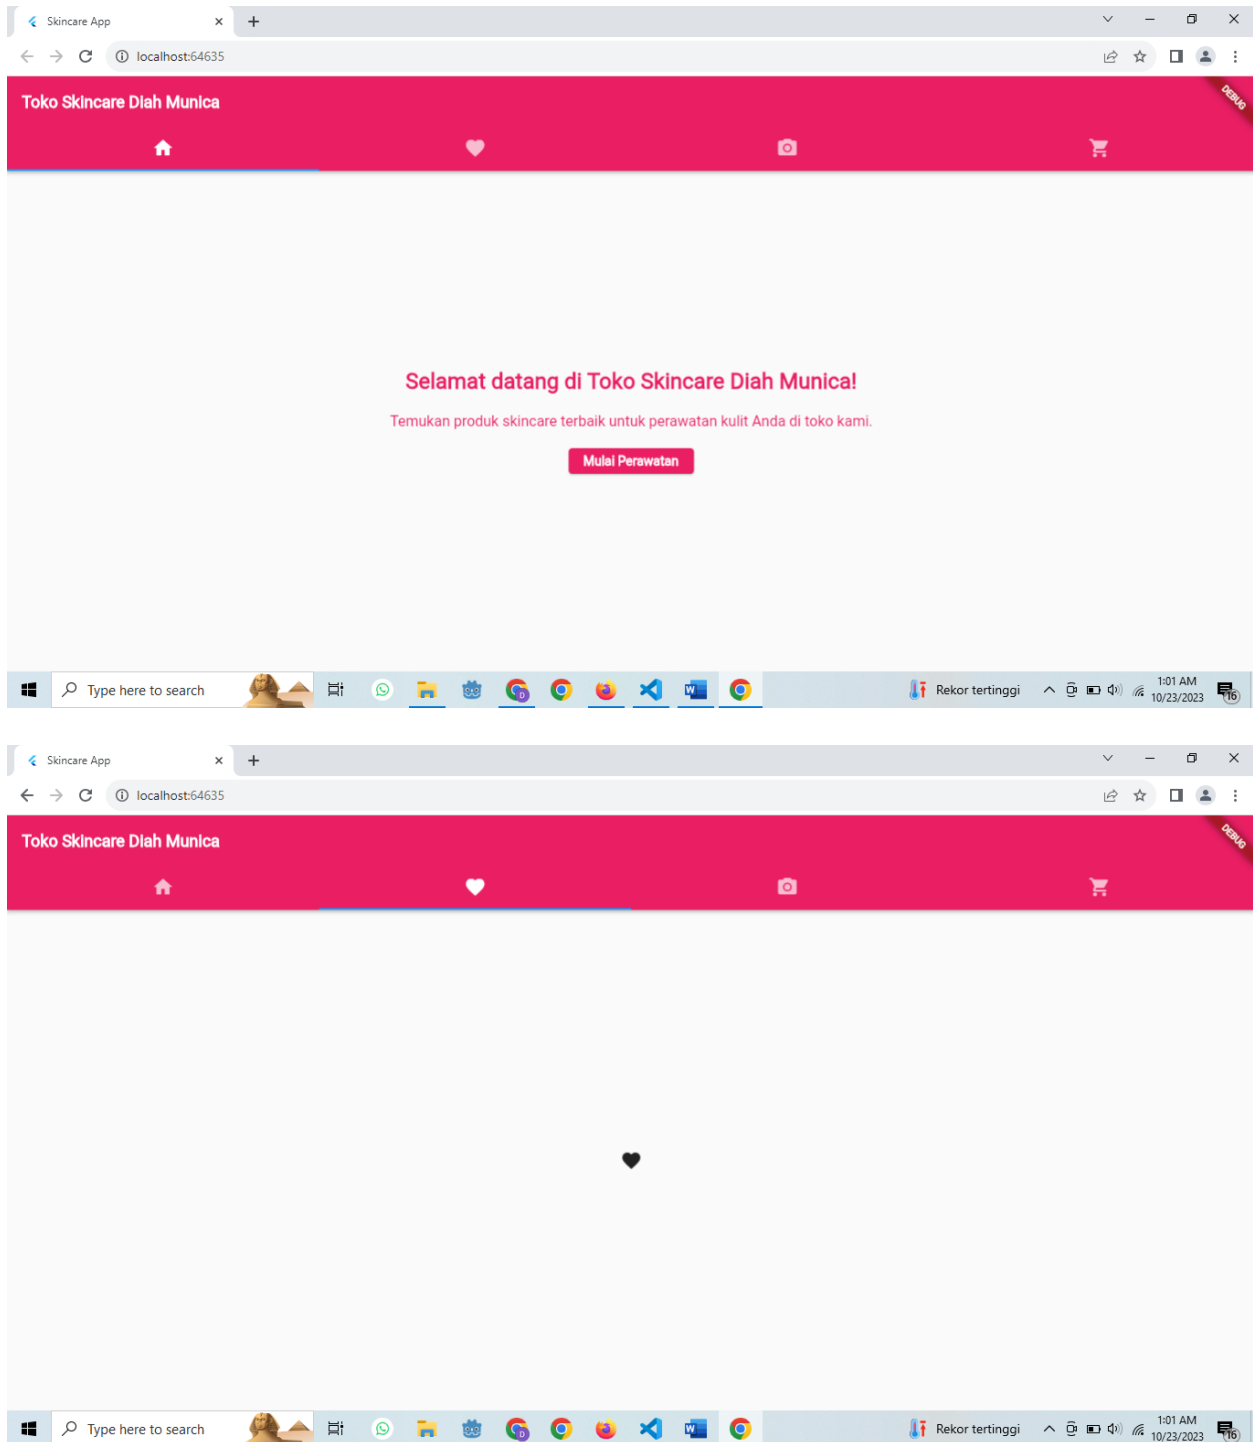 Skincare App
localhost:64635
Toko Skincare Diah Munica
DEBUG
Selamat datang di Toko Skincare Diah Munica!
Temukan produk skincare terbaik untuk perawatan kulit Anda di toko kami.
Mulai Perawatan
Type here to search
D
W
Rekor tertinggi
1:01 AM
10/23/2023
16
Skincare App
localhost:64635
Toko Skincare Diah Munica
DEBUG
Type here to search
D
W
Rekor tertinggi
1:01 AM
10/23/2023
16